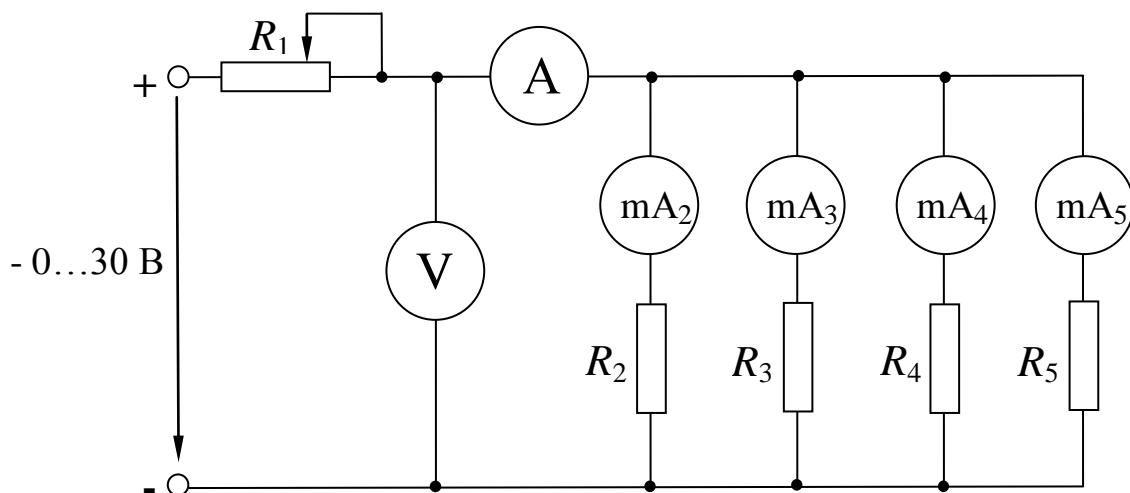 R₁
+
A
mA₂ mA₃ mA₄ mA₅
- 0...30 В
V
R₂ R₃ R₄ R₅
-